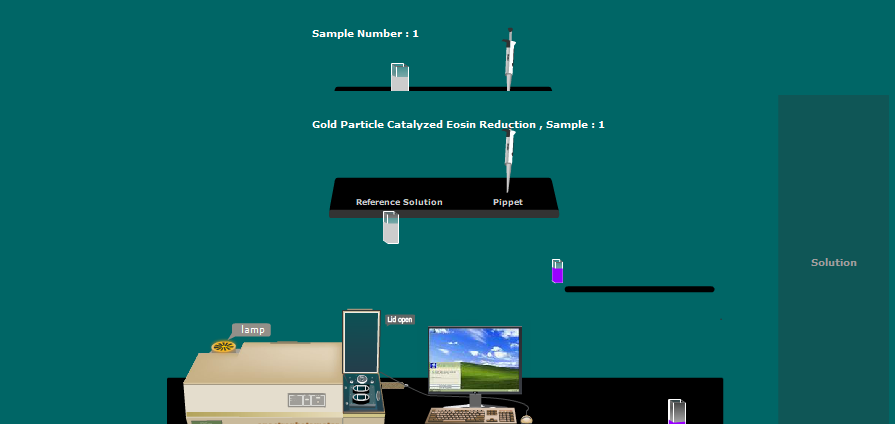 Sample Number : 1
Gold Particle Catalyzed Eosin Reduction , Sample : 1
Reference Solution
Pippet
Solution
Lid open
lamp